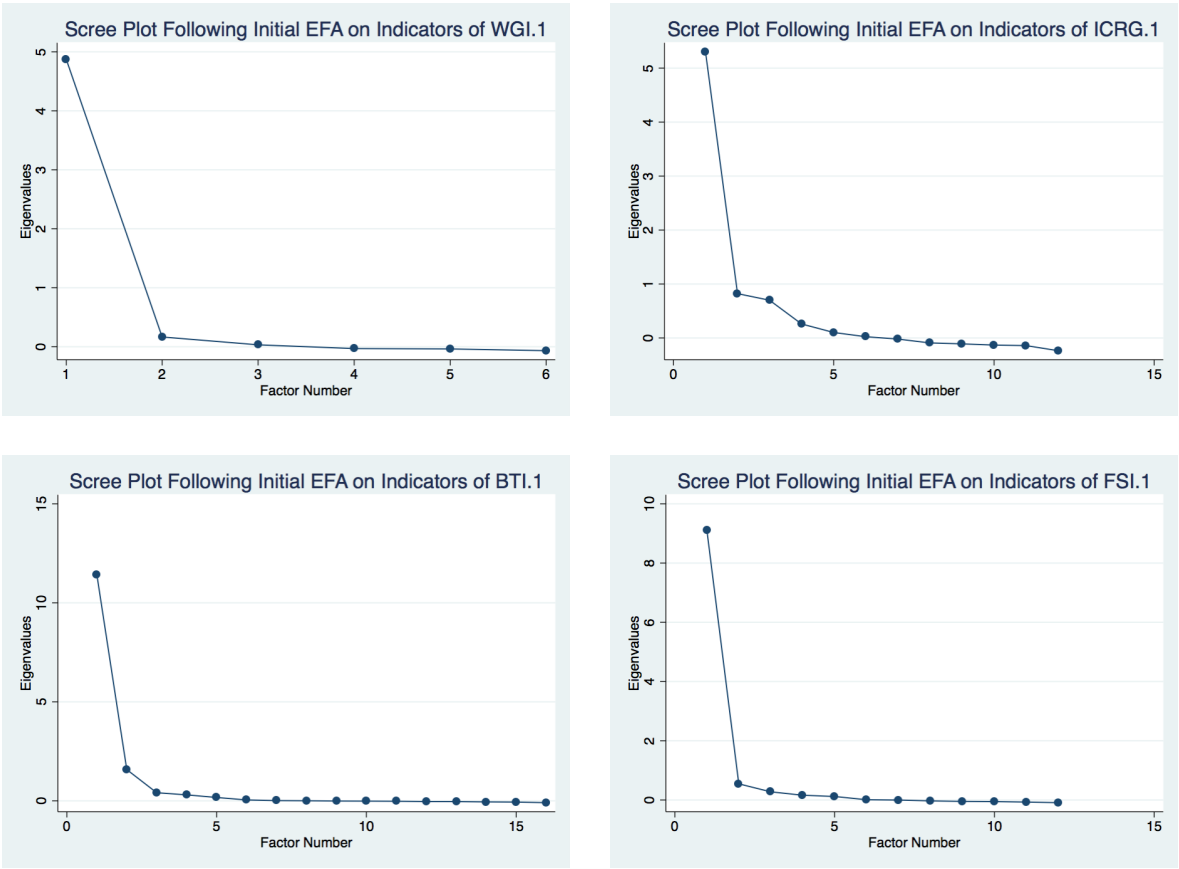 Scree Plot Following Initial EFA on Indicators of WGI.1
Eigenvalues
5
4
3
2
1
0
1 2 3 4 5 6
Factor Number
Scree Plot Following Initial EFA on Indicators of ICRG.1
Eigenvalues
5
4
3
2
1
0
0 5 10 15
Factor Number
Scree Plot Following Initial EFA on Indicators of BTI.1
Eigenvalues
15
10
5
0
0 5 10 15
Factor Number
Scree Plot Following Initial EFA on Indicators of FSI.1
Eigenvalues
10
8
6
4
2
0
0 5 10 15
Factor Number